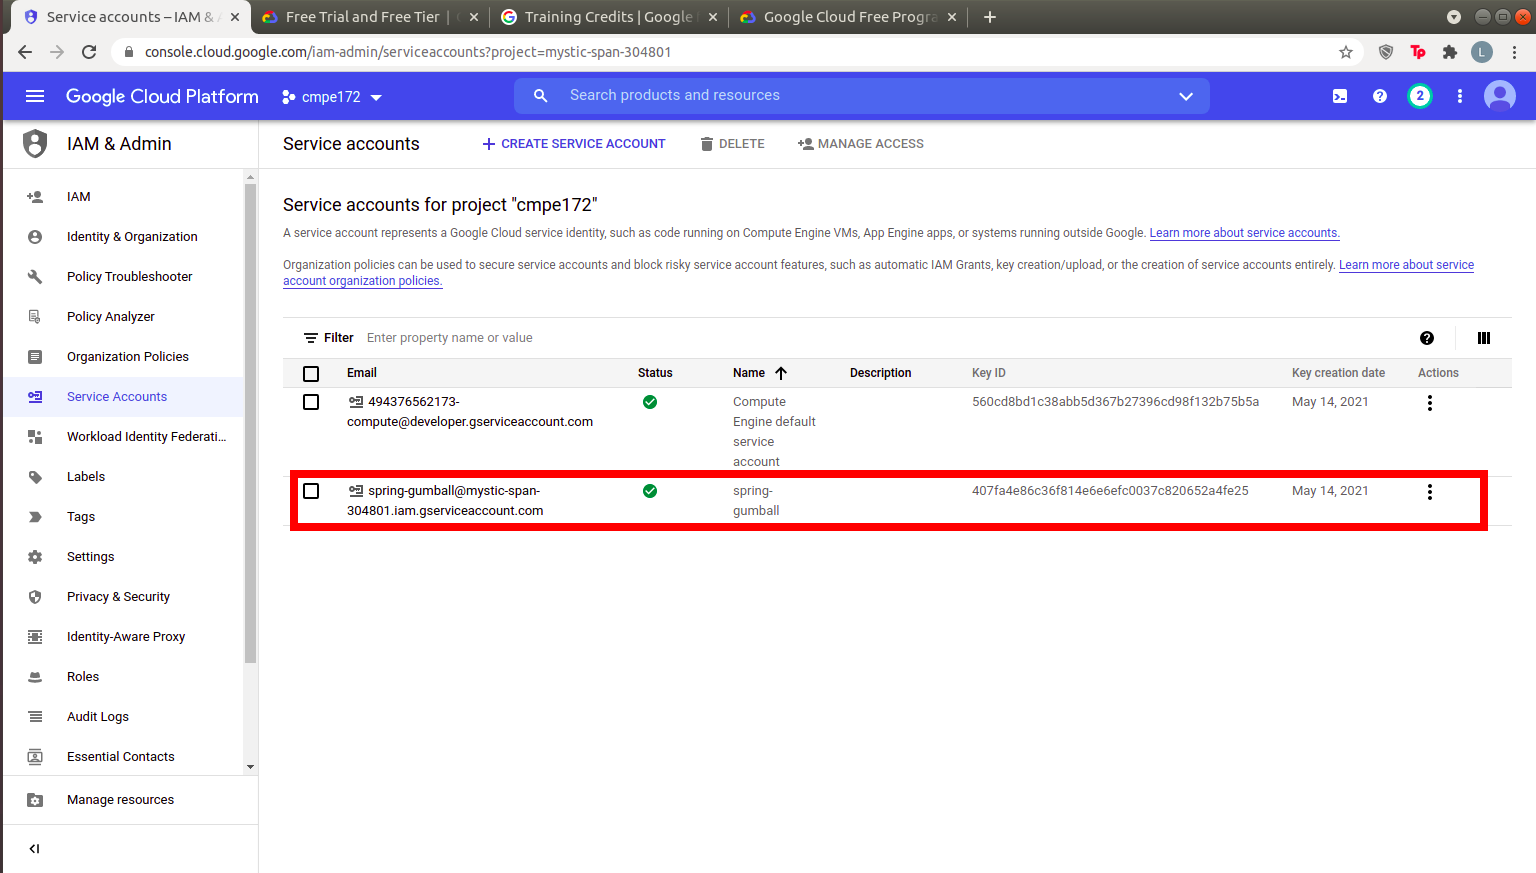 Service accounts – IAM & A
Free Trial and Free Tier |
Training Credits | Google
Google Cloud Free Progra
console.cloud.google.com/iam-admin/serviceaccounts?project=mystic-span-304801
Tp
L
Google Cloud Platform
cmpe172
Search products and resources
2
IAM & Admin
Service accounts
CREATE SERVICE ACCOUNT
DELETE
MANAGE ACCESS
IAM
Identity & Organization
Policy Troubleshooter
Policy Analyzer
Organization Policies
Service Accounts
Workload Identity Federati...
Labels
Tags
Settings
Privacy & Security
Identity-Aware Proxy
Roles
Audit Logs
Essential Contacts
Manage resources
Service accounts for project "cmpe172"
A service account represents a Google Cloud service identity, such as code running on Compute Engine VMs, App Engine apps, or systems running outside Google. Learn more about service accounts.
Organization policies can be used to secure service accounts and block risky service account features, such as automatic IAM Grants, key creation/upload, or the creation of service accounts entirely. Learn more about service
account organization policies.
Filter Enter property name or value
Email Status Name Description Key ID Key creation date Actions
494376562173- Compute 560cd8bd1c38abb5d367b27396cd98f132b75b5a May 14, 2021
compute@developer.gserviceaccount.com Engine default
service
account
spring-gumball@mystic-span- spring- 407fa4e86c36f814e6e6efc0037c820652a4fe25 May 14, 2021
304801.iam.gserviceaccount.com gumball